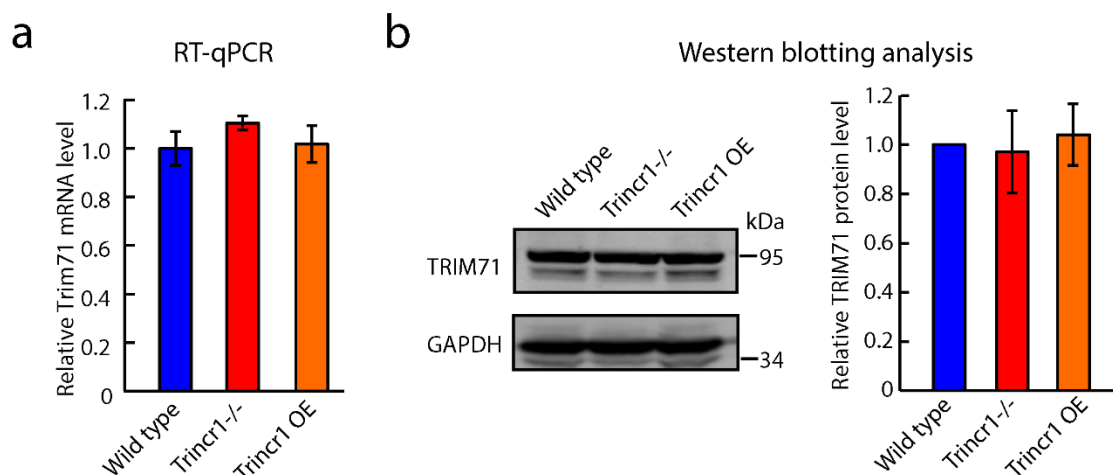 a
RT-qPCR
Relative Trim71 mRNA level
1.2
1.0
0.8
0.6
0.4
0.2
0
Wild type
Trincr1-/-
Trincr1 OE
b
Western blotting analysis
Wild type
Trincr1-/-
Trincr1 OE
kDa
TRIM71
95
GAPDH
34
Relative TRIM71 protein level
1.2
1.0
0.8
0.6
0.4
0.2
0
Wild type
Trincr1-/-
Trincr1 OE